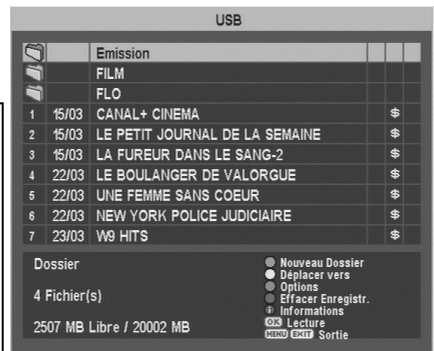 USB
Emission
FILM
FLO
1 15/03 CANAL+ CINEMA $
2 15/03 LE PETIT JOURNAL DE LA SEMAINE $
3 15/03 LA FUREUR DANS LE SANG-2 $
4 22/03 LE BOULANGER DE VALORGUE $
5 22/03 UNE FEMME SANS COEUR $
6 22/03 NEW YORK POLICE JUDICIAIRE $
7 23/03 W9 HITS $
Dossier
4 Fichier(s)
2507 MB Libre / 20002 MB
Nouveau Dossier
Déplacer vers
Options
Effacer Enregistr.
i Informations
OK Lecture
MENU EXIT Sortie